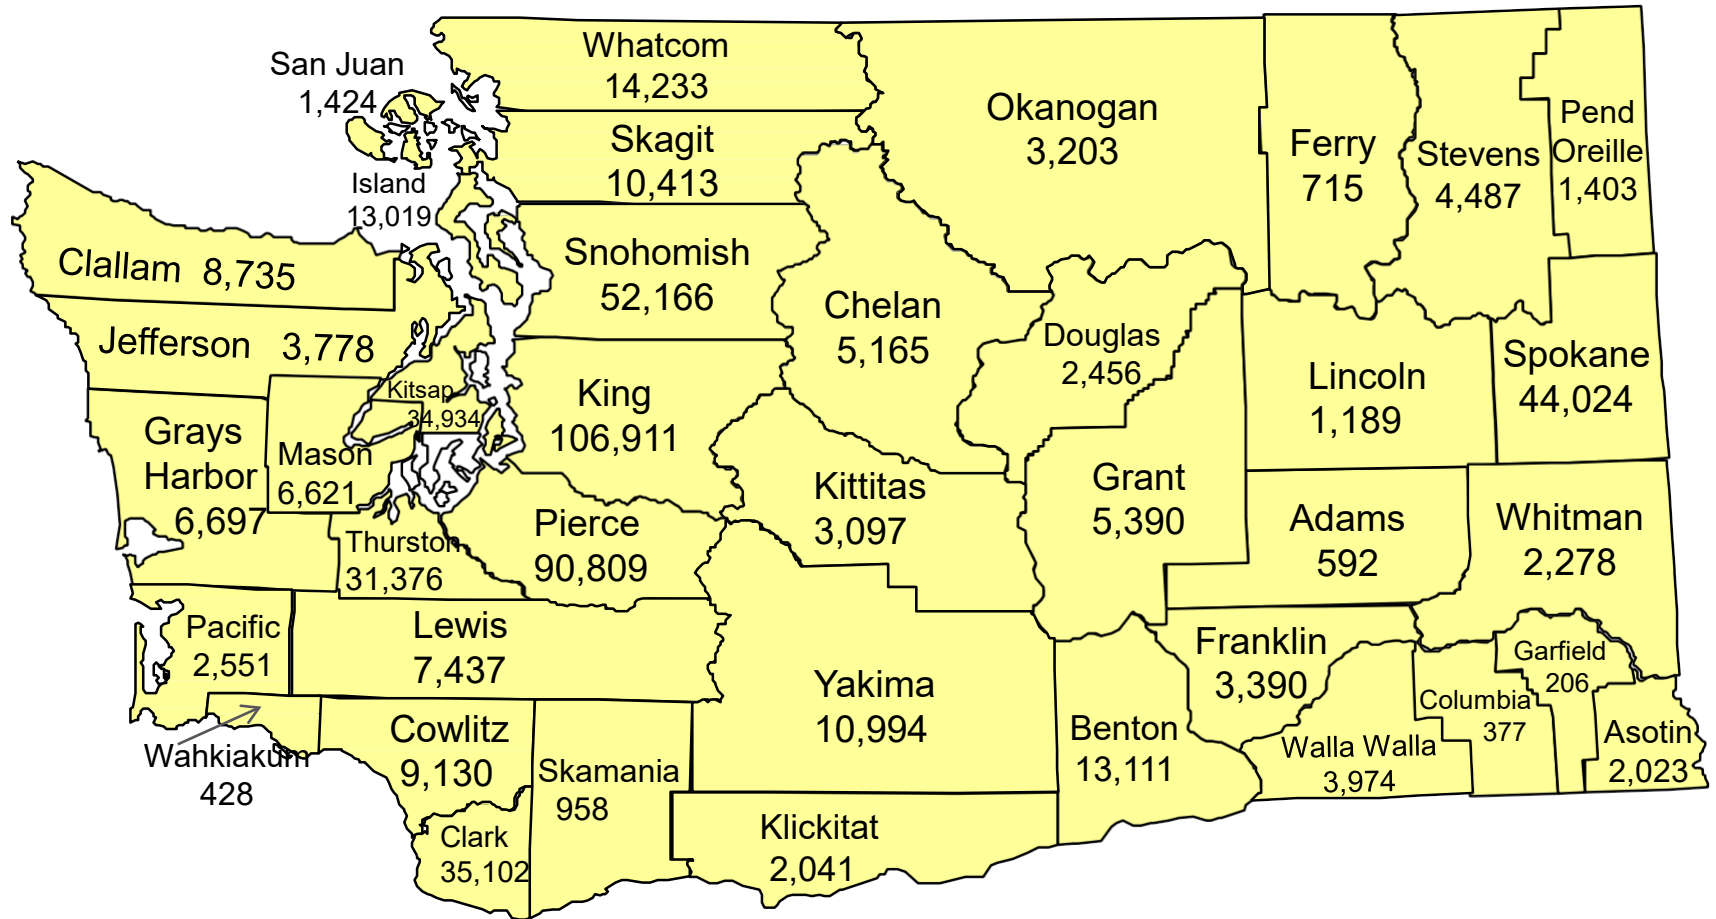 Whatcom
14,233
San Juan
1,424
Skagit
10,413
Island
13,019
Okanogan
3,203
Ferry
715
Stevens
4,487
Pend
Oreille
1,403
Clallam 8,735
Snohomish
52,166
Jefferson 3,778
Chelan
5,165
Douglas
2,456
Lincoln
1,189
Spokane
44,024
Kitsap
34,934
King
106,911
Grays
Harbor
6,697
Mason
6,621
Kittitas
3,097
Grant
5,390
Adams
592
Whitman
2,278
Thurston
31,376
Pierce
90,809
Pacific
2,551
Lewis
7,437
Yakima
10,994
Franklin
3,390
Garfield
206
Columbia
377
Asotin
2,023
Walla Walla
3,974
Benton
13,111
Wahkiakum
428
Cowlitz
9,130
Skamania
958
Clark
35,102
Klickitat
2,041